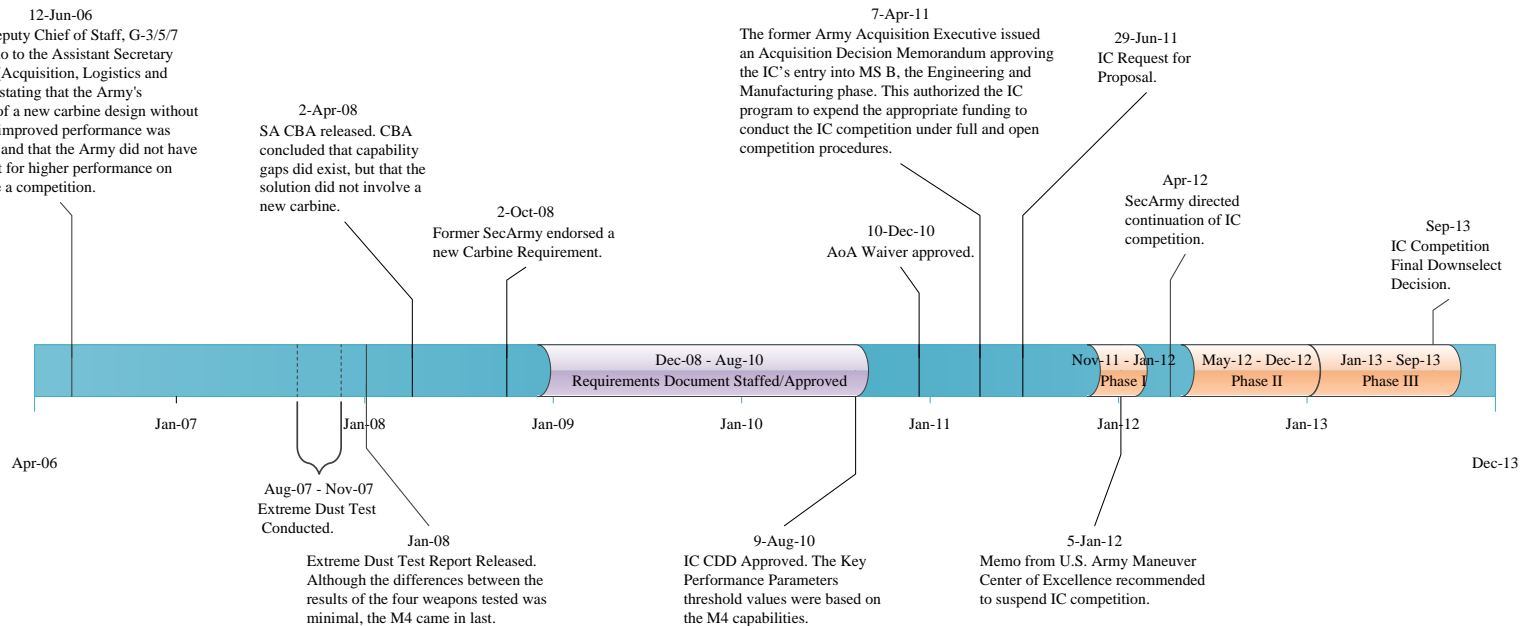 12-Jun-06
Chief of Staff, G-3/5/7
to the Assistant Secretary
Acquisition, Logistics and
stating that the Army's
of a new carbine design without
improved performance was
and that the Army did not have
for higher performance on
a competition.
2-Apr-08
SA CBA released. CBA
concluded that capability
gaps did exist, but that the
solution did not involve a
new carbine.
2-Oct-08
Former SecArmy endorsed a
new Carbine Requirement.
10-Dec-10
AoA Waiver approved.
7-Apr-11
The former Army Acquisition Executive issued
an Acquisition Decision Memorandum approving
the IC’s entry into MS B, the Engineering and
Manufacturing phase. This authorized the IC
program to expend the appropriate funding to
conduct the IC competition under full and open
competition procedures.
29-Jun-11
IC Request for
Proposal.
Apr-12
SecArmy directed
continuation of IC
competition.
Sep-13
IC Competition
Final Downselect
Decision.
Dec-08 - Aug-10
Requirements Document Staffed/Approved
Nov-11 - Jan-12
Phase I
May-12 - Dec-12
Phase II
Jan-13 - Sep-13
Phase III
Jan-07
Jan-08
Jan-09
Jan-10
Jan-11
Jan-12
Jan-13
Apr-06
Dec-13
Aug-07 - Nov-07
Extreme Dust Test
Conducted.
Jan-08
Extreme Dust Test Report Released.
Although the differences between the
results of the four weapons tested was
minimal, the M4 came in last.
9-Aug-10
IC CDD Approved. The Key
Performance Parameters
threshold values were based on
the M4 capabilities.
5-Jan-12
Memo from U.S. Army Maneuver
Center of Excellence recommended
to suspend IC competition.